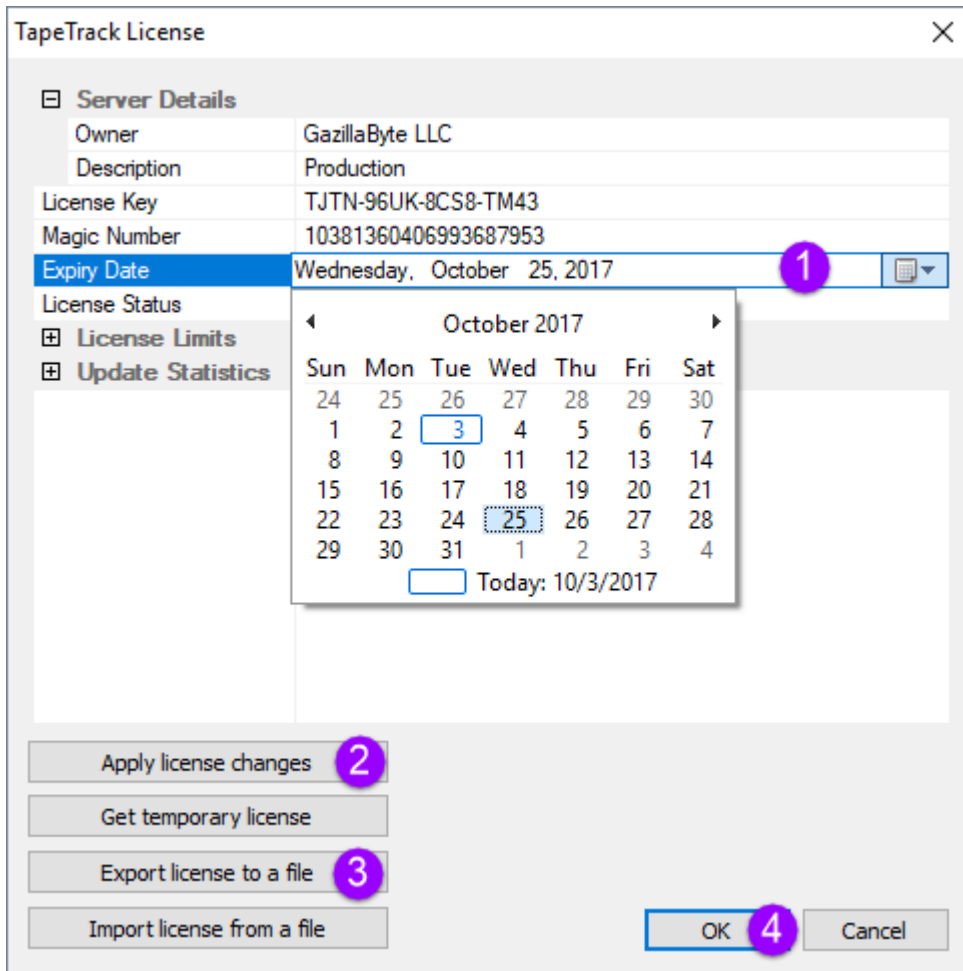 TapeTrack License
Server Details
Owner GazillaByte LLC
Description Production
License Key TJTN-96UK-8CS8-TM43
Magic Number 10381360406993687953
Expiry Date Wednesday, October 25, 2017 1
License Status
License Limits
Update Statistics
October 2017
Sun Mon Tue Wed Thu Fri Sat
24 25 26 27 28 29 30
1 2 3 4 5 6 7
8 9 10 11 12 13 14
15 16 17 18 19 20 21
22 23 24 25 26 27 28
29 30 31 1 2 3 4
Today: 10/3/2017
Apply license changes 2
Get temporary license
Export license to a file 3
Import license from a file
OK 4 Cancel